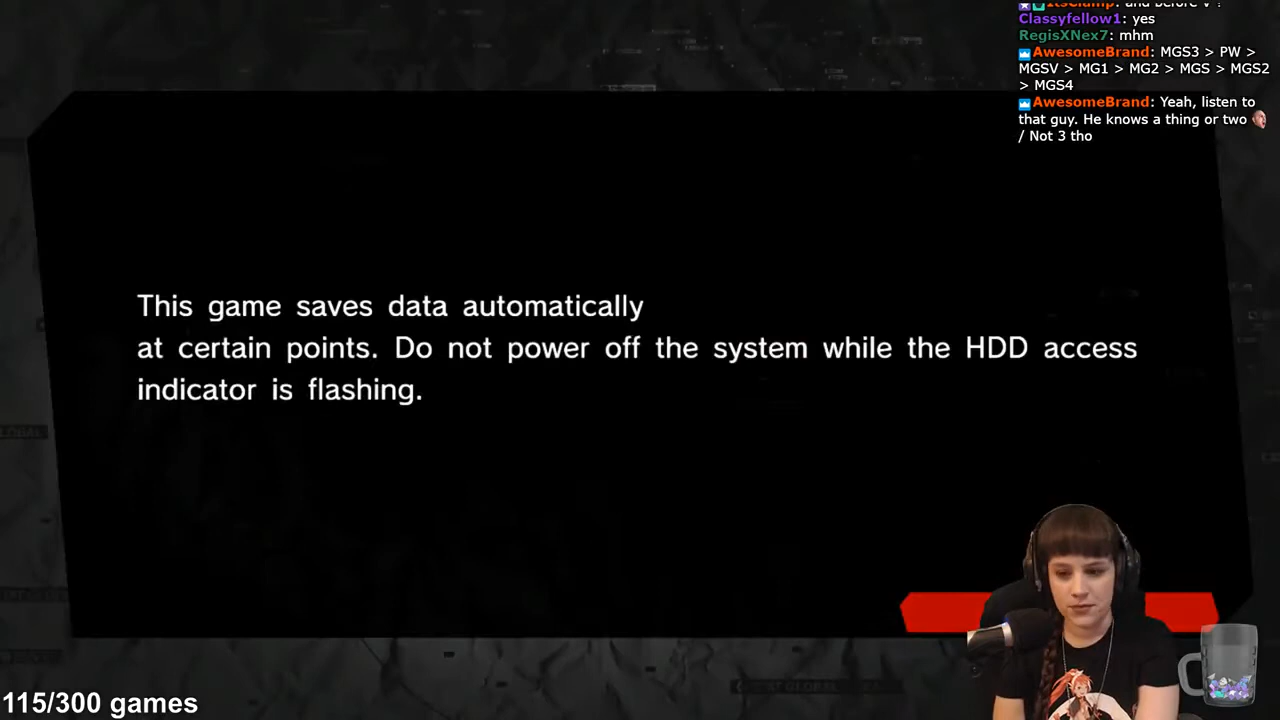 Classyfellow1: yes
RegisXNex7: mhm
AwesomeBrand: MGS3 > PW >
MGSV > MG1 > MG2 > MGS > MGS2
> MGS4
AwesomeBrand: Yeah, listen to
that guy. He knows a thing or two
/ Not 3 tho
This game saves data automatically
at certain points. Do not power off the system while the HDD access
indicator is flashing.
115/300 games